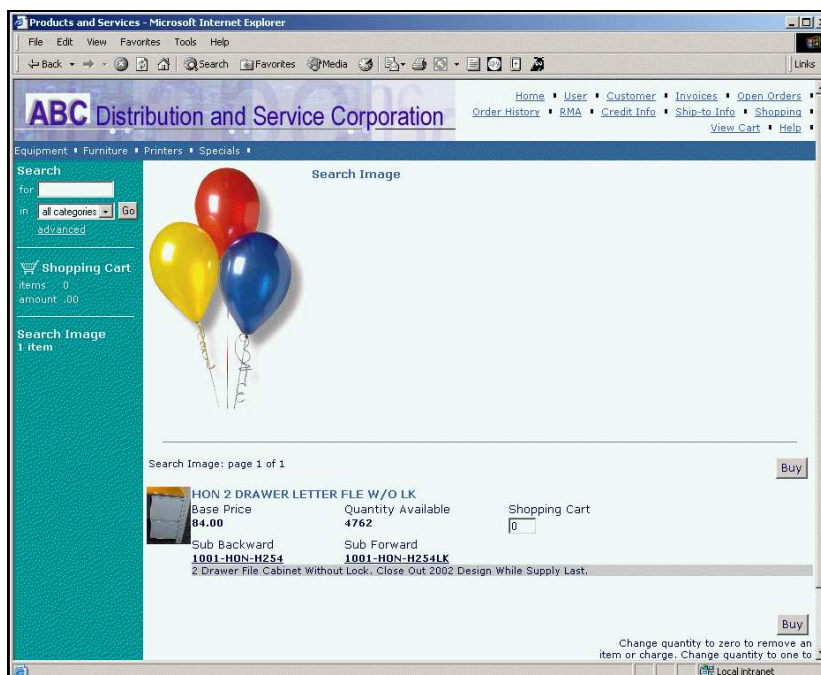 Products and Services - Microsoft Internet Explorer
File Edit View Favorites Tools Help
Back Search Favorites Media Links
ABC Distribution and Service Corporation
Home User Customer Invoices Open Orders
Order History RMA Credit Info Ship-to Info Shopping
View Cart Help
Equipment Furniture Printers Specials
Search
for
in all categories Go
advanced
Shopping Cart
items 0
amount .00
Search Image
1 item
Search Image
Search Image: page 1 of 1
Buy
HON 2 DRAWER LETTER FLE W/O LK
Base Price Quantity Available Shopping Cart
84.00 4762 0
Sub Backward Sub Forward
1001-HON-H254 1001-HON-H254LK
2 Drawer File Cabinet Without Lock. Close Out 2002 Design While Supply Last.
Buy
Change quantity to zero to remove an
item or charge. Change quantity to one to
Local intranet